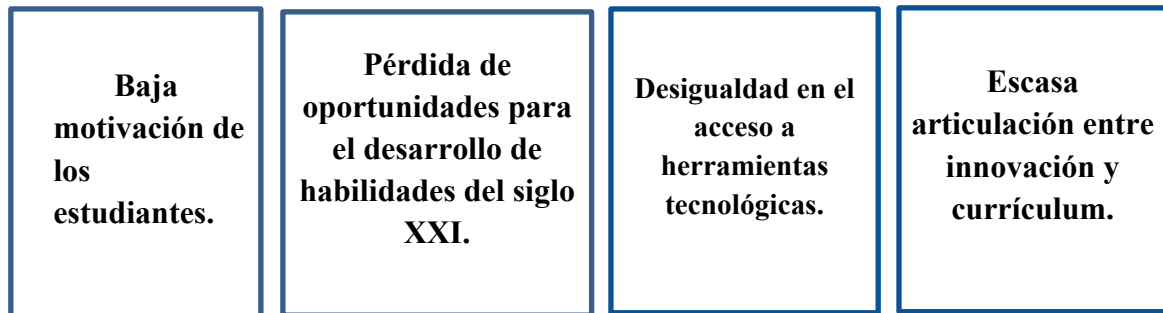 Baja
motivación de
los
estudiantes.
Pérdida de
oportunidades para
el desarrollo de
habilidades del siglo
XXI.
Desigualdad en el
acceso a
herramientas
tecnológicas.
Escasa
articulación entre
innovación y
currículum.